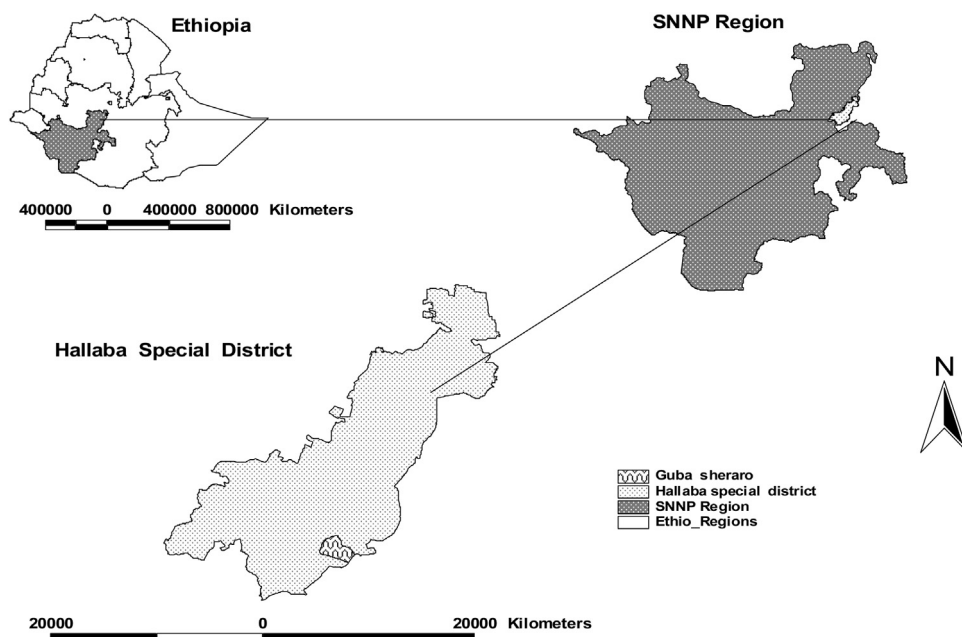 Ethiopia
SNNP Region
400000 0 400000 800000 Kilometers
Hallaba Special District
N
Guba sheraro
Hallaba special district
SNNP Region
Ethio_Regions
20000 0 20000 Kilometers